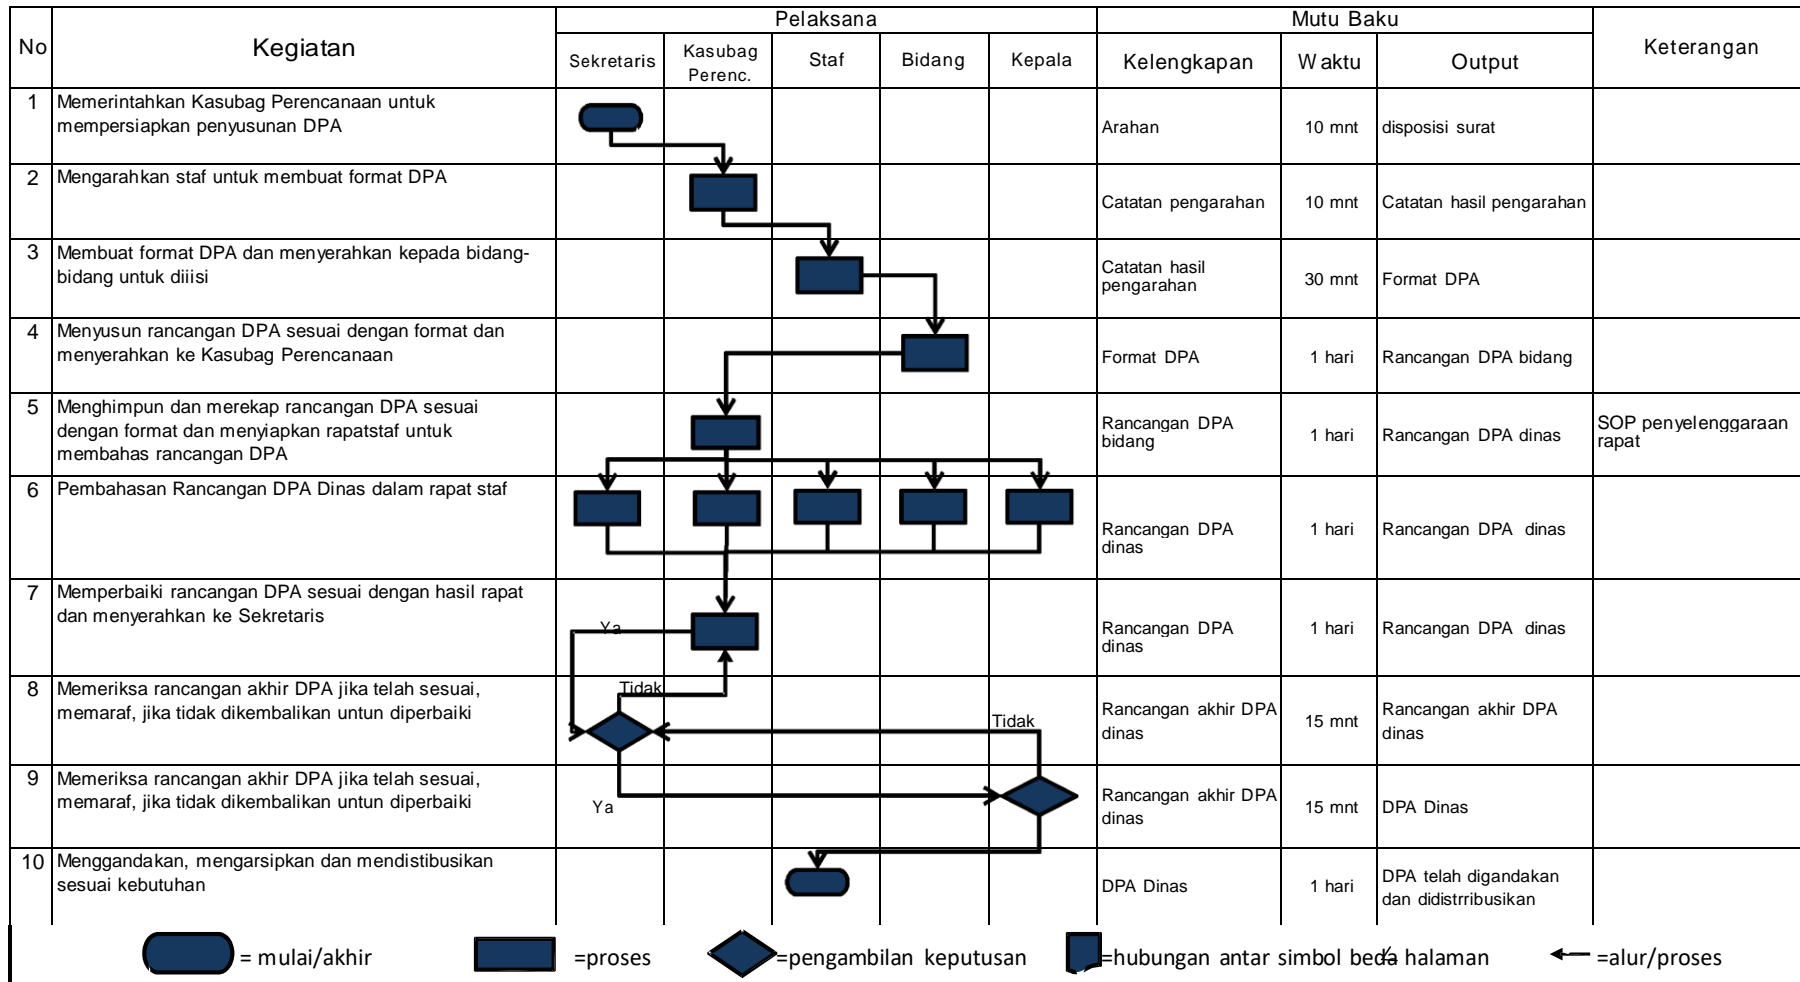 No
Kegiatan
Pelaksana
Mutu Baku
Keterangan
Sekretaris
Kasubag
Perenc.
Staf
Bidang
Kepala
Kelengkapan
Waktu
Output
1
Memerintahkan Kasubag Perencanaan untuk
mempersiapkan penyusunan DPA
Arahan
10 mnt
disposisi surat
2
Mengarahkan staf untuk membuat format DPA
Catatan pengarahan
10 mnt
Catatan hasil pengarahan
3
Membuat format DPA dan menyerahkan kepada bidang-
bidang untuk diiisi
Catatan hasil
pengarahan
30 mnt
Format DPA
4
Menyusun rancangan DPA sesuai dengan format dan
menyerahkan ke Kasubag Perencanaan
Format DPA
1 hari
Rancangan DPA bidang
5
Menghimpun dan merekap rancangan DPA sesuai
dengan format dan menyiapkan rapatstaf untuk
membahas rancangan DPA
Rancangan DPA
bidang
1 hari
Rancangan DPA dinas
SOP penyelenggaraan
rapat
6
Pembahasan Rancangan DPA Dinas dalam rapat staf
Rancangan DPA
dinas
1 hari
Rancangan DPA dinas
7
Memperbaiki rancangan DPA sesuai dengan hasil rapat
dan menyerahkan ke Sekretaris
Ya
Rancangan DPA
dinas
1 hari
Rancangan DPA dinas
8
Memeriksa rancangan akhir DPA jika telah sesuai,
memaraf, jika tidak dikembalikan untun diperbaiki
Tidak
Tidak
Rancangan akhir DPA
dinas
15 mnt
Rancangan akhir DPA
dinas
9
Memeriksa rancangan akhir DPA jika telah sesuai,
memaraf, jika tidak dikembalikan untun diperbaiki
Ya
Rancangan akhir DPA
dinas
15 mnt
DPA Dinas
10
Menggandakan, mengarsipkan dan mendistibusikan
sesuai kebutuhan
DPA Dinas
1 hari
DPA telah digandakan
dan didistrribusikan
= mulai/akhir
=proses
=pengambilan keputusan
=hubungan antar simbol beda halaman
=alur/proses